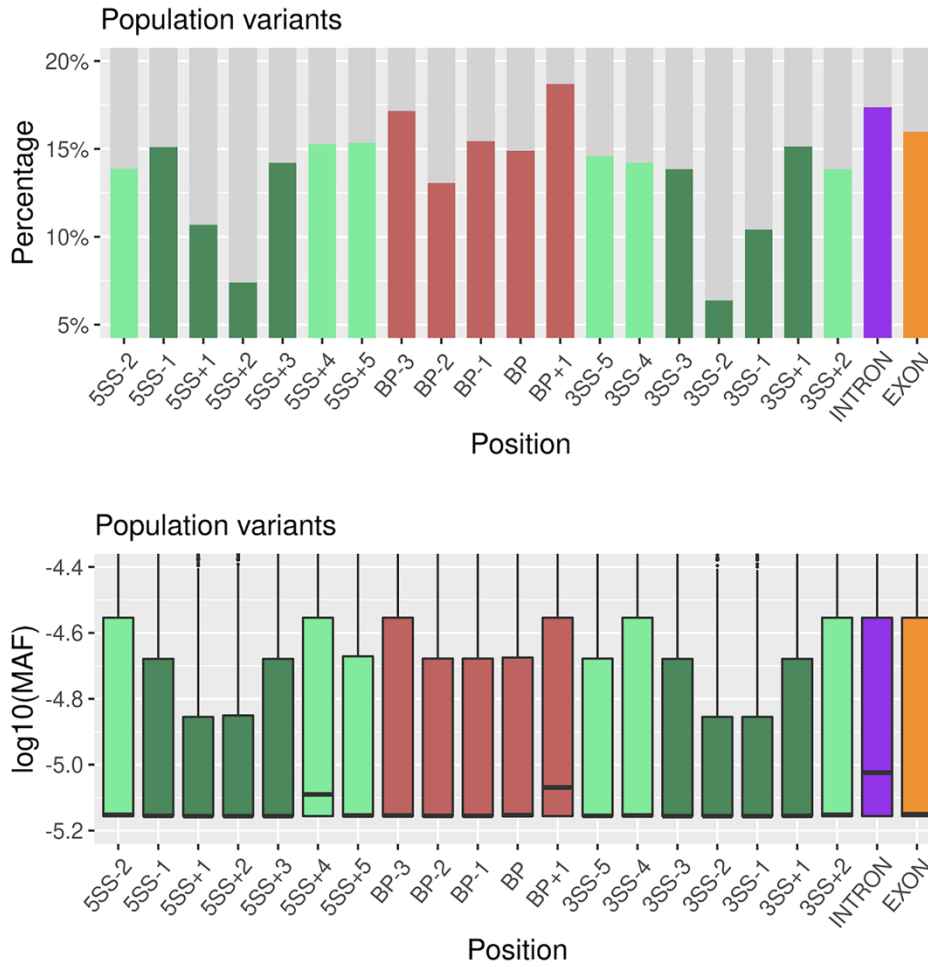 Population variants
Percentage
20%
15%
10%
5%
5SS-2 5SS-1 5SS+1 5SS+2 5SS+3 5SS+4 5SS+5 BP-3 BP-2 BP-1 BP BP+1 3SS-5 3SS-4 3SS-3 3SS-2 3SS-1 3SS+1 3SS+2 INTRON EXON
Position
Population variants
log10(MAF)
-4.4
-4.6
-4.8
-5.0
-5.2
5SS-2 5SS-1 5SS+1 5SS+2 5SS+3 5SS+4 5SS+5 BP-3 BP-2 BP-1 BP BP+1 3SS-5 3SS-4 3SS-3 3SS-2 3SS-1 3SS+1 3SS+2 INTRON EXON
Position